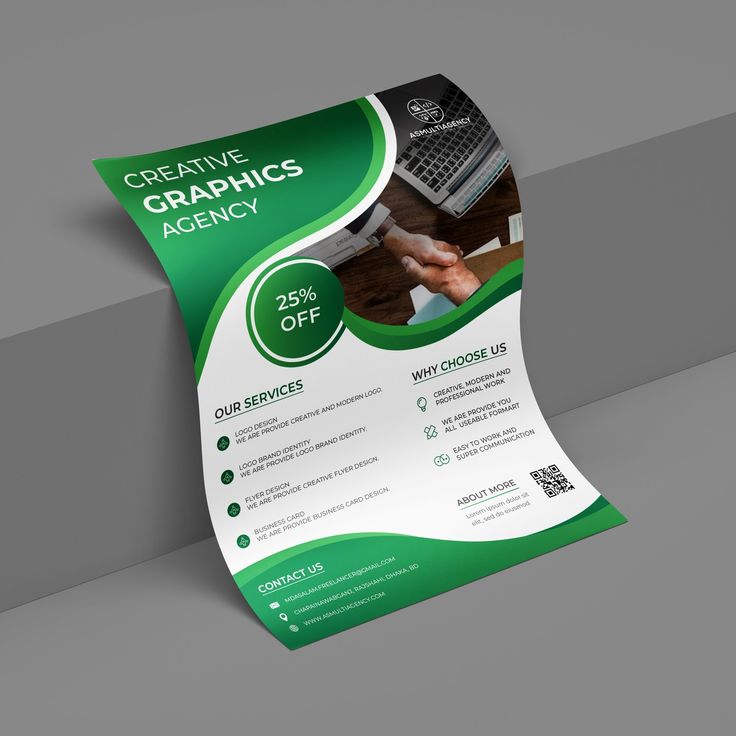 ASMULTIAGENCY
CREATIVE
GRAPHICS
AGENCY
25%
OFF
OUR SERVICES
LOGO DESIGN
WE ARE PROVIDE CREATIVE AND MODERN LOGO.
LOGO BRAND IDENTITY
WE ARE PROVIDE LOGO BRAND IDENTITY.
FLYER DESIGN
WE ARE PROVIDE CREATIVE FLYER DESIGN.
BUSINESS CARD
WE ARE PROVIDE BUSINESS CARD DESIGN.
WHY CHOOSE US
CREATIVE, MODERN AND
PROFESSIONAL WORK
WE ARE PROVIDE YOU
ALL USEABLE FORMART
EASY TO WORK AND
SUPER COMMUNICATION
ABOUT MORE
Lorem ipsum dolor sit
elit, sed do eiusmod
CONTACT US
MDASALAM.FREELANCER@GMAIL.COM
CHAPAINAWABGANJ, RAJSHAHI, DHAKA, BD
WWW.ASMULTIAGENCY.COM